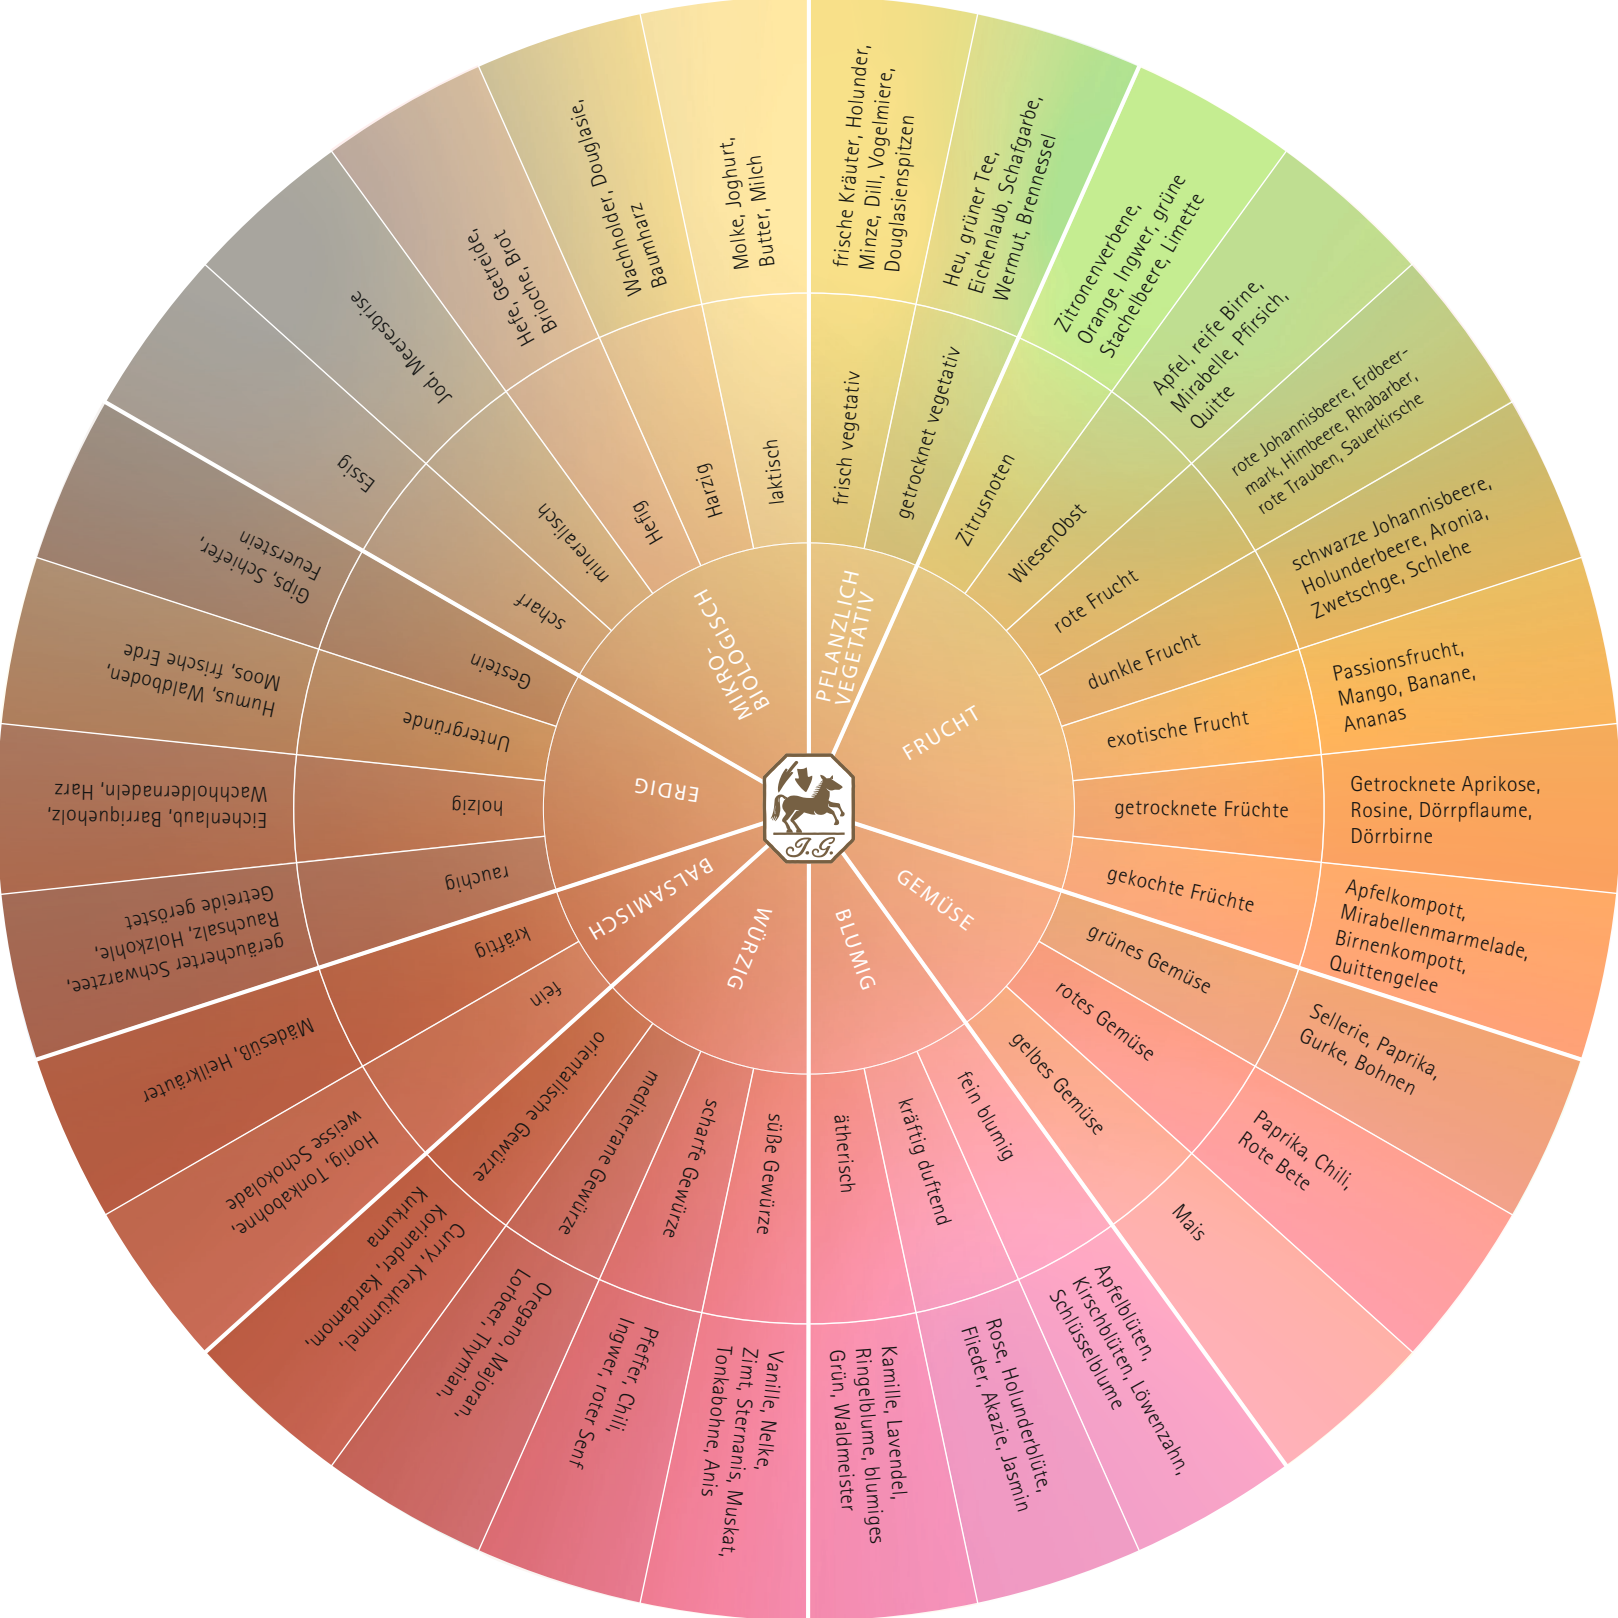 PFLANZLICH
VEGETATIV
frisch vegetativ
frische Kräuter, Holunder,
Minze, Dill, Vogelmiere,
Douglasienspitzen
getrocknet vegetativ
Heu, grüner Tee,
Eichenlaub, Schafgarbe,
Wermut, Brennessel
FRUCHT
Zitrusnoten
Zitronenverbene,
Orange, Ingwer, grüne
Stachelbeere, Limette
WiesenObst
Apfel, reife Birne,
Mirabelle, Pfirsich,
Quitte
rote Frucht
rote Johannisbeere, Erdbeer-
mark, Himbeere, Rhabarber,
rote Trauben, Sauerkirsche
dunkle Frucht
schwarze Johannisbeere,
Holunderbeere, Aronia,
Zwetschge, Schlehe
exotische Frucht
Passionsfrucht,
Mango, Banane,
Ananas
getrocknete Früchte
Getrocknete Aprikose,
Rosine, Dörrpflaume,
Dörrbirne
gekochte Früchte
Apfelkompott,
Mirabellenmarmelade,
Birnenkompott,
Quittengelee
GEMÜSE
grünes Gemüse
Sellerie, Paprika,
Gurke, Bohnen
rotes Gemüse
Paprika, Chili,
Rote Bete
gelbes Gemüse
Mais
BLUMIG
fein blumig
Apfelblüten,
Kirschblüten, Löwenzahn,
Schlüsselblume
kräftig duftend
Rose, Holunderblüte,
Flieder, Akazie, Jasmin
ätherisch
Kamille, Lavendel,
Ringelblume, blumiges
Grün, Waldmeister
WÜRZIG
süße Gewürze
Vanille, Nelke,
Zimt, Sternanis, Muskat,
Tonkabohne, Anis
scharfe Gewürze
Pfeffer, Chili,
Ingwer, roter Senf
mediterrane Gewürze
Oregano, Majoran,
Lorbeer, Thymian,
orientalische Gewürze
Curry, Kreukümmel,
Koriander, Kardamom,
Kurkuma
BALSAMISCH
fein
Honig, Tonkabohne,
weisse Schokolade
kräftig
Mädesüß, Heilkräuter
ERDIG
rauchig
geräucherter Schwarztee,
Rauchsalz, Holzkohle,
Getreide geröstet
holzig
Eichenlaub, Barriqueholz,
Wachholdernadeln, Harz
Untergründe
Humus, Waldboden,
Moos, frische Erde
Gestein
Gips, Schiefer,
Feuerstein
MIKRO-
BIOLOGISCH
scharf
Essig
mineralisch
Jod, Meeresbrise
Hefig
Hefe, Getreide,
Brioche, Brot
Harzig
Wachholder, Douglasie,
Baumharz
laktisch
Molke, Joghurt,
Butter, Milch
J.G.